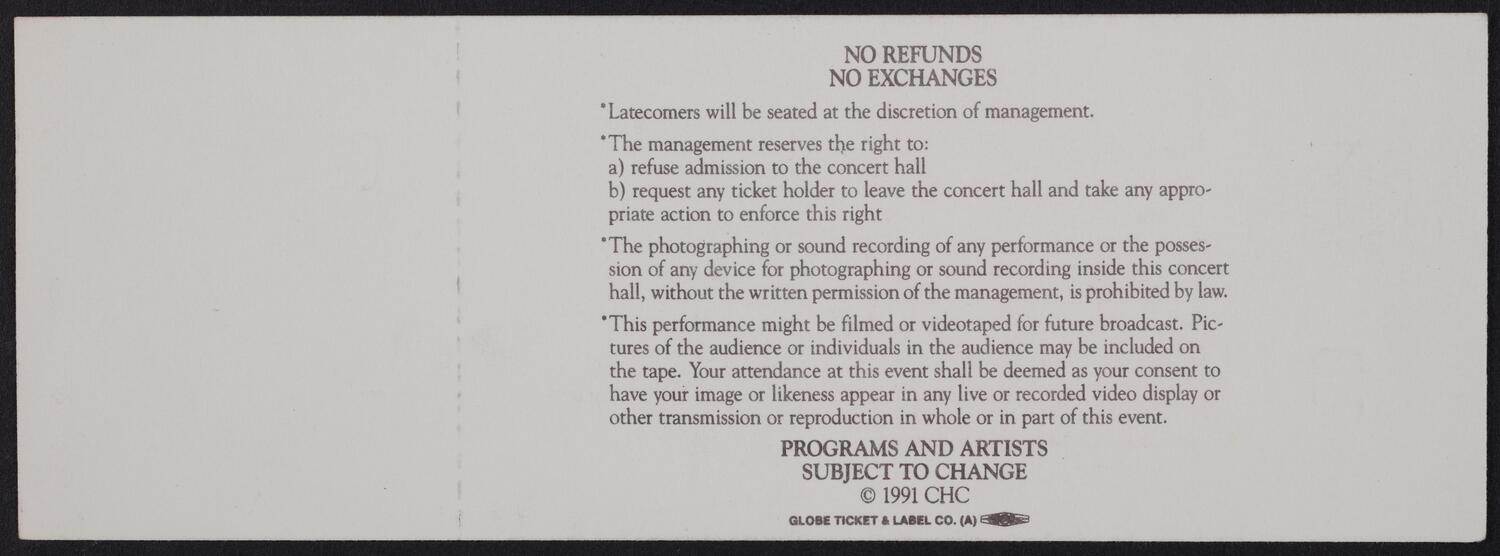 NO REFUNDS
NO EXCHANGES
*Latecomers will be seated at the discretion of management.
*The management reserves the right to:
a) refuse admission to the concert hall
b) request any ticket holder to leave the concert hall and take any appro-
priate action to enforce this right
*The photographing or sound recording of any performance or the posses-
sion of any device for photographing or sound recording inside this concert
hall, without the written permission of the management, is prohibited by law.
*This performance might be filmed or videotaped for future broadcast. Pic-
tures of the audience or individuals in the audience may be included on
the tape. Your attendance at this event shall be deemed as your consent to
have your image or likeness appear in any live or recorded video display or
other transmission or reproduction in whole or in part of this event.
PROGRAMS AND ARTISTS
SUBJECT TO CHANGE
© 1991 CHC
GLOBE TICKET & LABEL CO. (A)